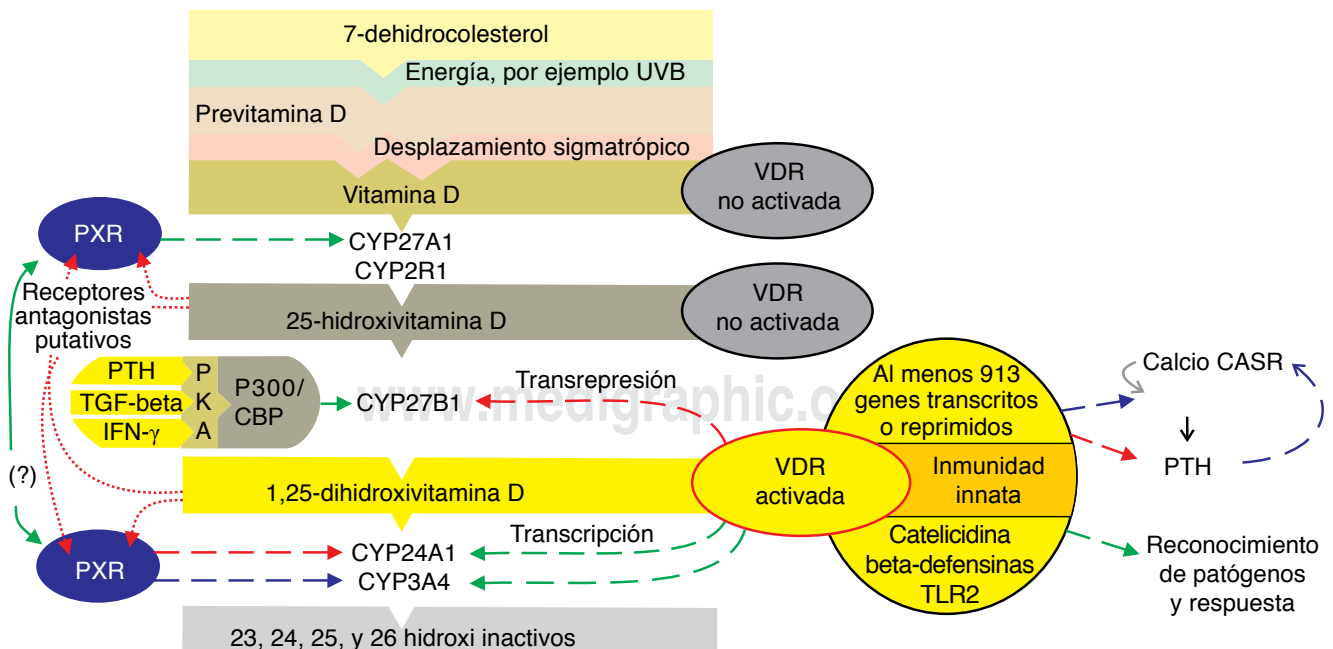 7-dehidrocolesterol
Energía, por ejemplo UVB
Previtamina D
Desplazamiento sigmatrópico
Vitamina D
VDR
no activada
PXR
CYP27A1
CYP2R1
Receptores
antagonistas
putativos
25-hidroxivitamina D
VDR
no activada
PTH
TGF-beta
IFN-γ
P
K
A
P300/
CBP
CYP27B1
Transrepresión
www.medigraphic.o
Al menos 913
genes transcritos
o reprimidos
Calcio CASR
PTH
VDR
activada
Inmunidad
innata
(?)
1,25-dihidroxivitamina D
Transcripción
PXR
CYP24A1
CYP3A4
Catelicidina
beta-defensinas
TLR2
Reconocimiento
de patógenos
y respuesta
23, 24, 25, y 26 hidroxi inactivos